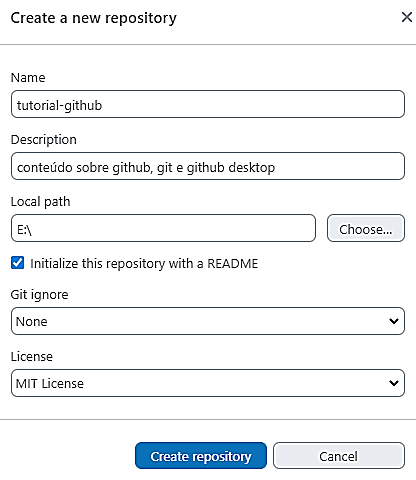 Create a new repository
Name
tutorial-github
Description
conteúdo sobre github, git e github desktop
Local path
E:\
Choose...
Initialize this repository with a README
Git ignore
None
License
MIT License
Create repository
Cancel